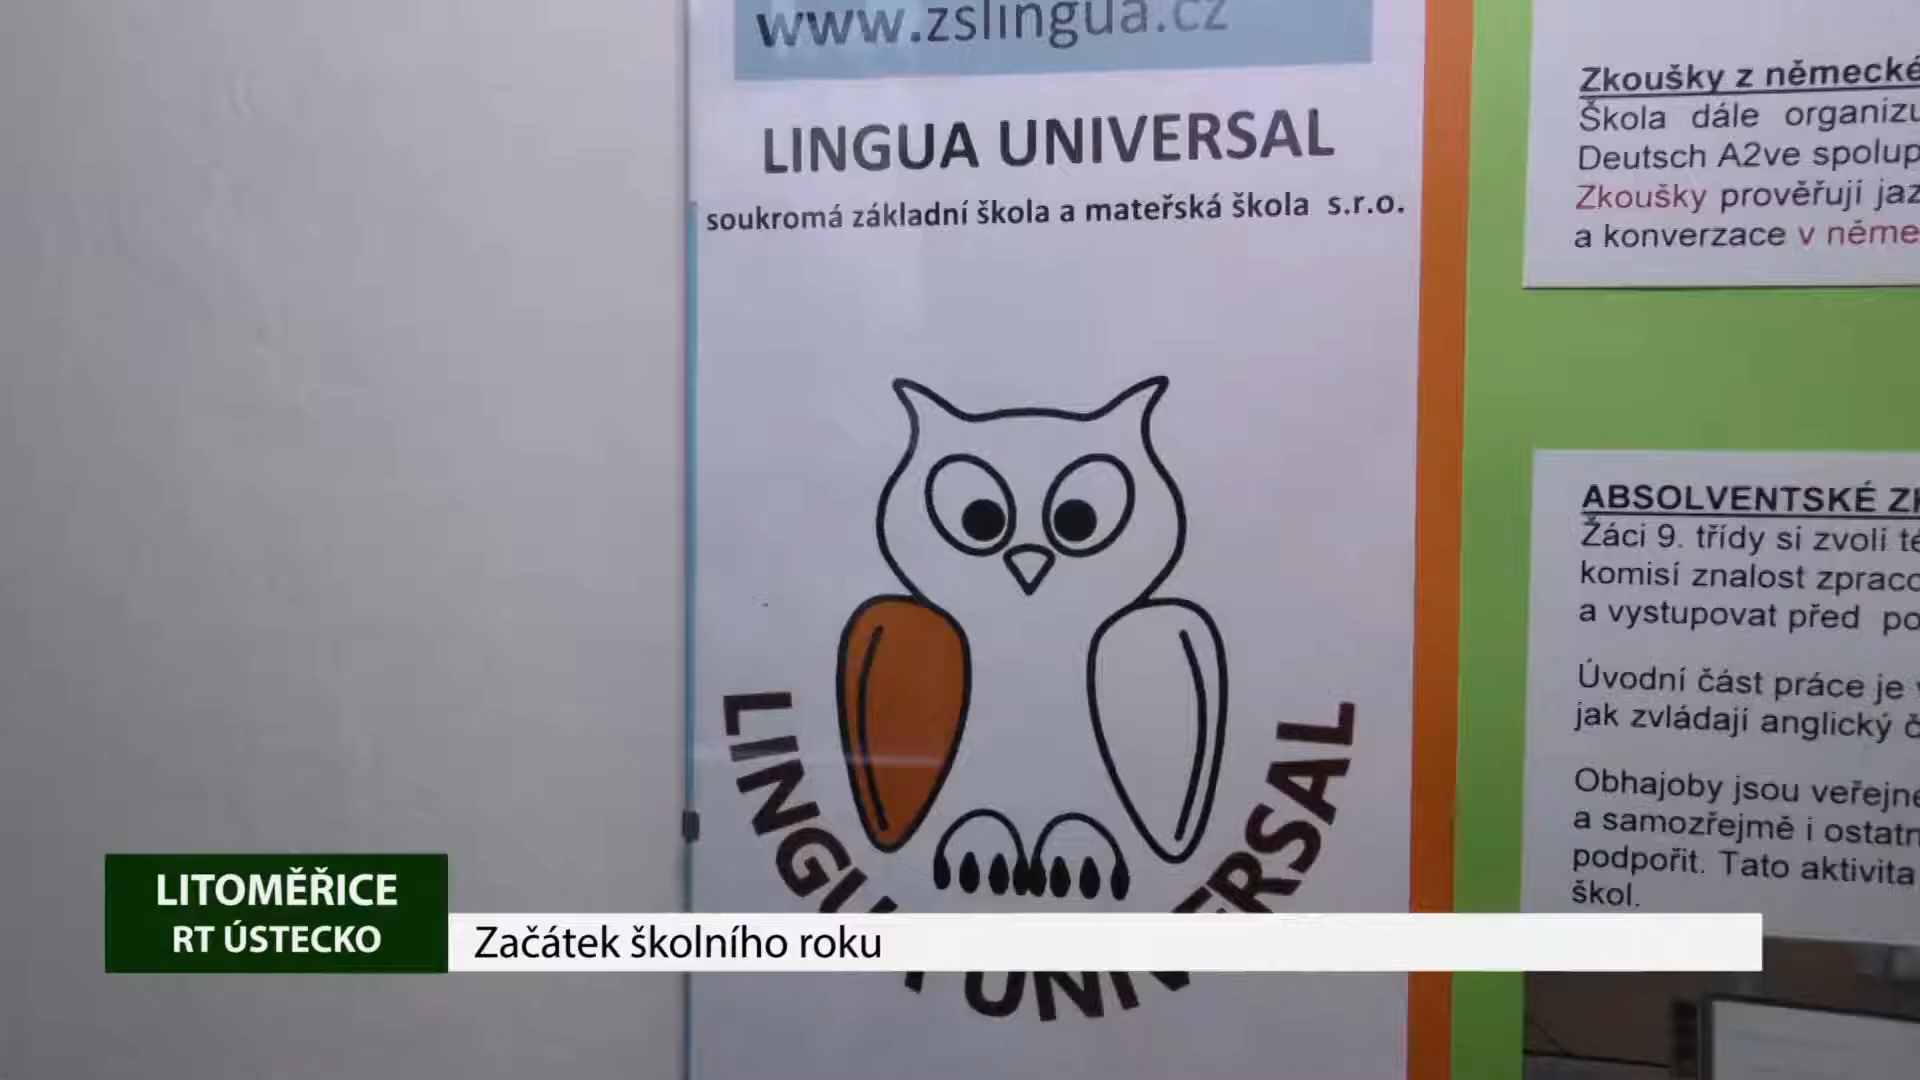 www.zslingua.cz
LINGUA UNIVERSAL
soukromá základní škola a mateřská škola s.r.o.
LINGUA UNIVERSAL
Zkoušky z německé
Škola dále organizu
Deutsch A2ve spolup
Zkoušky prověřují jaz
a konverzace v něme
ABSOLVENTSKÉ
Žáci 9. třídy si zvolí té
komisí znalost zpraco
a vystupovat před po
Úvodní část práce je
jak zvládají anglický č
Obhajoby jsou veřejné
a samozřejmě i ostatn
podpořit. Tato aktivita
škol.
LITOMĚŘICE
RT ÚSTECKO
Začátek školního roku